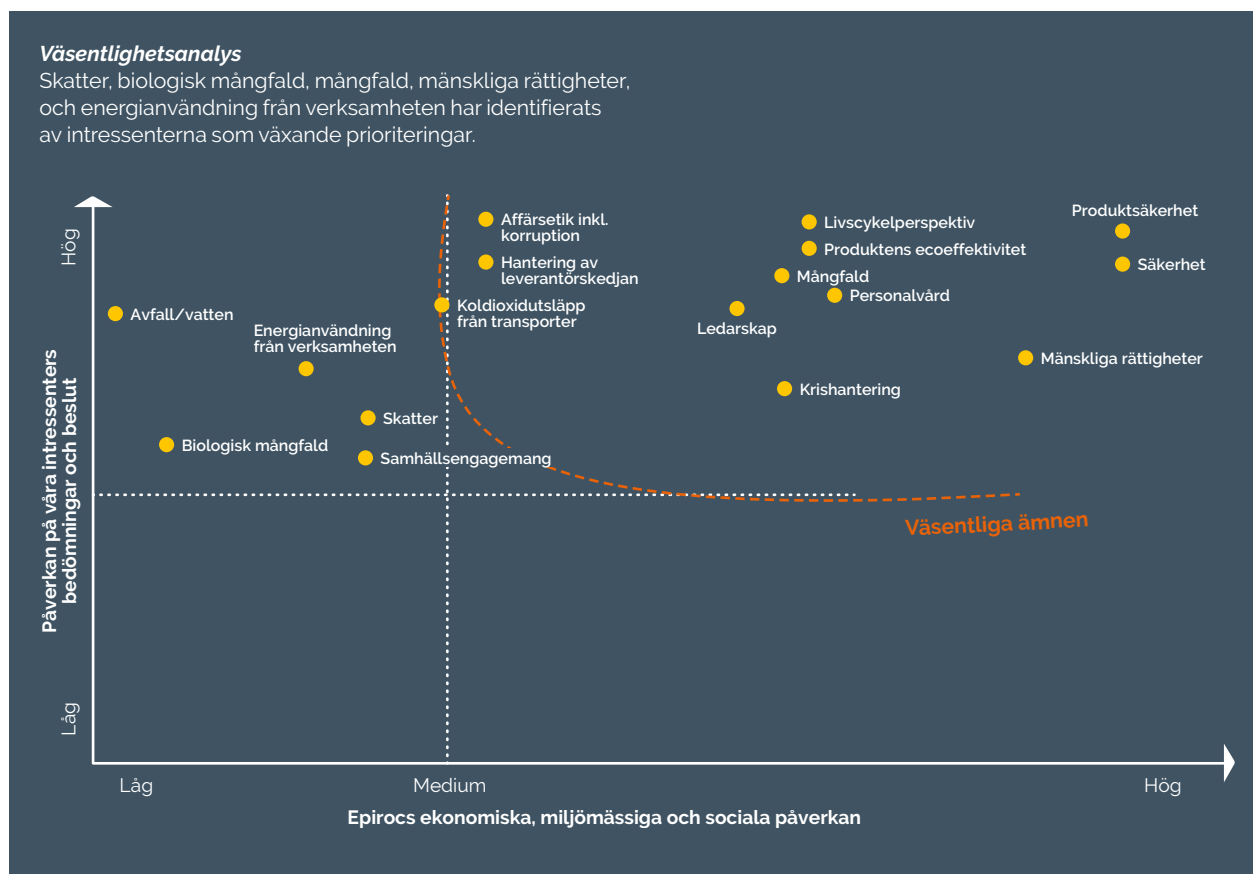 Väsentlighetsanalys
Skatter, biologisk mångfald, mångfald, mänskliga rättigheter,
och energianvändning från verksamheten har identifierats
av intressenterna som växande prioriteringar.
Hög
Låg
Påverkan på våra intressenters
bedömningar och beslut
Affärsetik inkl.
korruption
Hantering av
leverantörskedjan
Koldioxidutsläpp
från transporter
Avfall/vatten
Energianvändning
från verksamheten
Skatter
Biologisk mångfald
Samhällsengagemang
Livscykelperspektiv
Produktens ecoeffektivitet
Mångfald
Personalvård
Ledarskap
Krishantering
Produktsäkerhet
Säkerhet
Mänskliga rättigheter
Väsentliga ämnen
Låg
Medium
Hög
Epirocs ekonomiska, miljömässiga och sociala påverkan